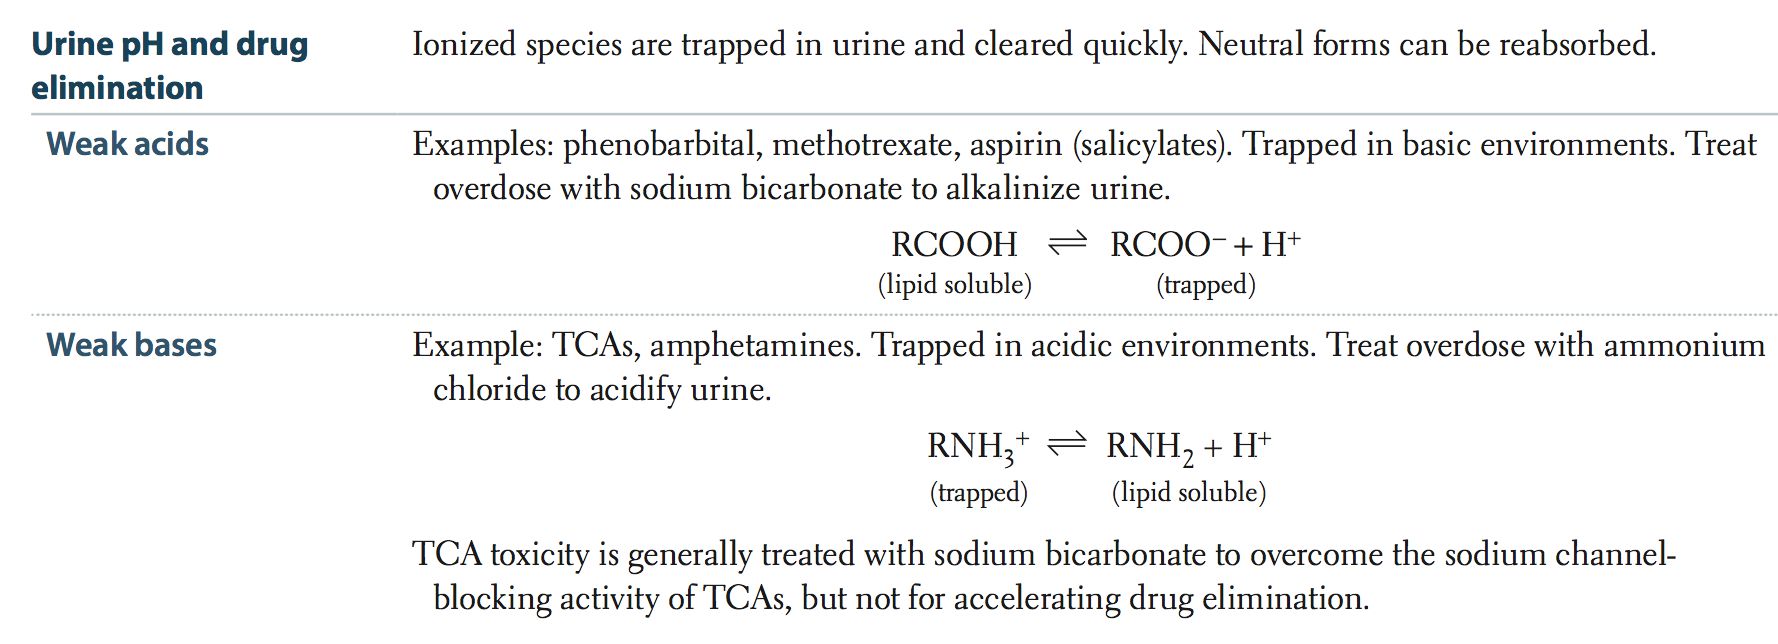 Urine pH and drug elimination
Ionized species are trapped in urine and cleared quickly. Neutral forms can be reabsorbed.
Weak acids
Examples: phenobarbital, methotrexate, aspirin (salicylates). Trapped in basic environments. Treat
overdose with sodium bicarbonate to alkalinize urine.
RCOOH ⇌ RCOO⁻ + H⁺
(lipid soluble) (trapped)
Weak bases
Example: TCAs, amphetamines. Trapped in acidic environments. Treat overdose with ammonium
chloride to acidify urine.
RNH₃⁺ ⇌ RNH₂ + H⁺
(trapped) (lipid soluble)
TCA toxicity is generally treated with sodium bicarbonate to overcome the sodium channel-
blocking activity of TCAs, but not for accelerating drug elimination.